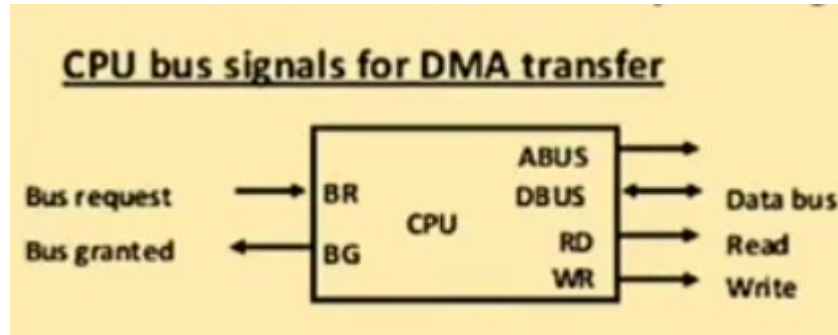 CPU bus signals for DMA transfer
ABUS
Bus request BR DBUS Data bus
CPU
Bus granted BG RD Read
WR Write